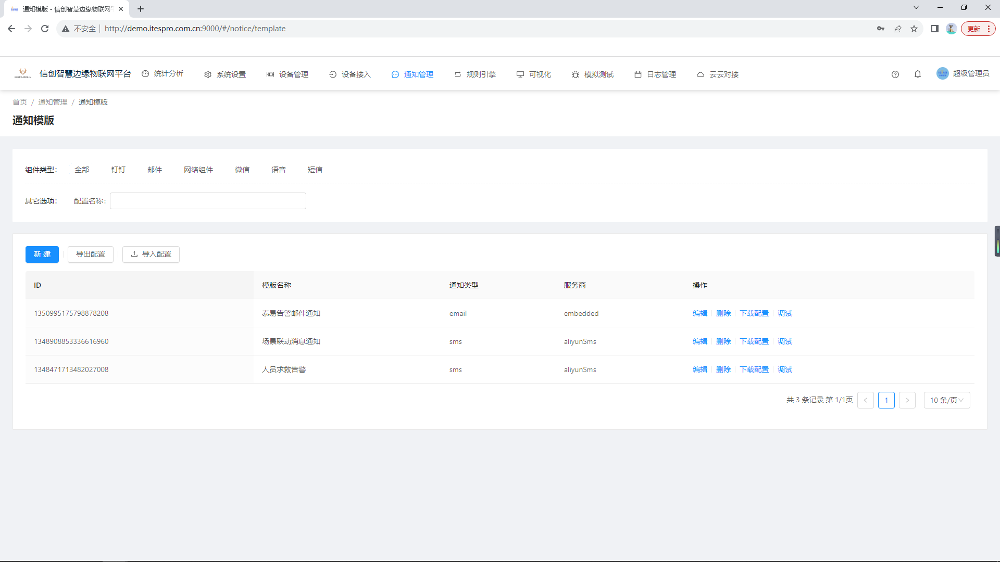 通知模版 - 信创智慧边缘物联网平
不安全 http://demo.itespro.com.cn:9000/#/notice/template 更新
信创智慧边缘物联网平台 统计分析 系统设置 设备管理 设备接入 通知管理 规则引擎 可视化 模拟测试 日志管理 云云对接 超级管理员
首页 / 通知管理 / 通知模版
通知模版
组件类型: 全部 钉钉 邮件 网络组件 微信 语音 短信
其它选项: 配置名称:
新 建 导出配置 导入配置
ID 模版名称 通知类型 服务商 操作
1350995175798878208 泰易告警邮件通知 email embedded 编辑 删除 下载配置 调试
1348908853336616960 场景联动消息通知 sms aliyunSms 编辑 删除 下载配置 调试
1348471713482027008 人员求救告警 sms aliyunSms 编辑 删除 下载配置 调试
共 3 条记录 第 1/1页 < 1 > 10 条/页